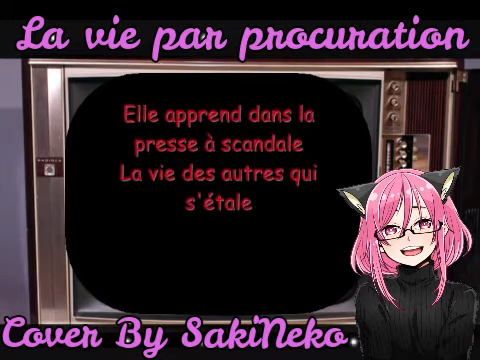 La vie par procuration
Elle apprend dans la
presse à scandale
La vie des autres qui
s'étale
Cover By SakiNeko